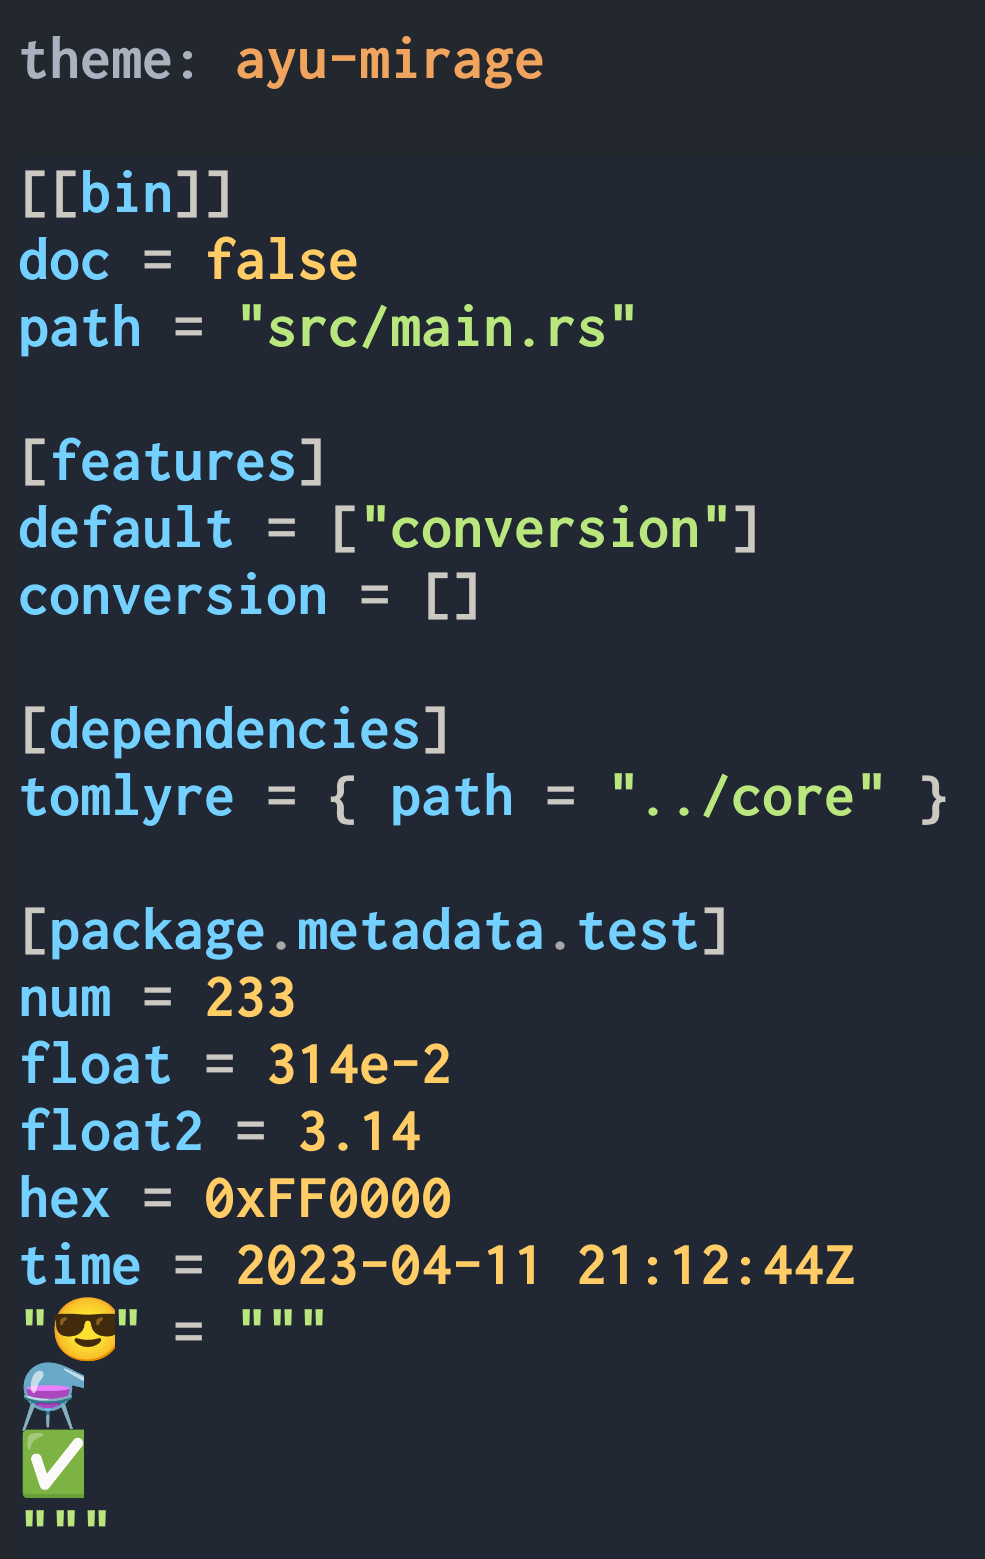 theme: ayu-mirage
[[bin]]
doc = false
path = "src/main.rs"
[features]
default = ["conversion"]
conversion = []
[dependencies]
tomlyre = { path = "../core" }
[package.metadata.test]
num = 233
float = 314e-2
float2 = 3.14
hex = 0xFF0000
time = 2023-04-11 21:12:44Z
"😎" = """
⚗️
✅
"""